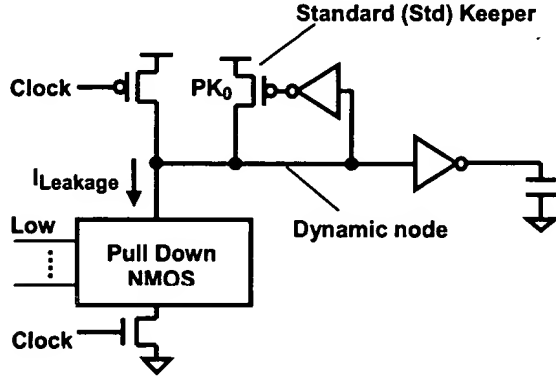 Standard (Std) Keeper
Clock
PK0
ILeakage
Low
Dynamic node
Pull Down
NMOS
Clock